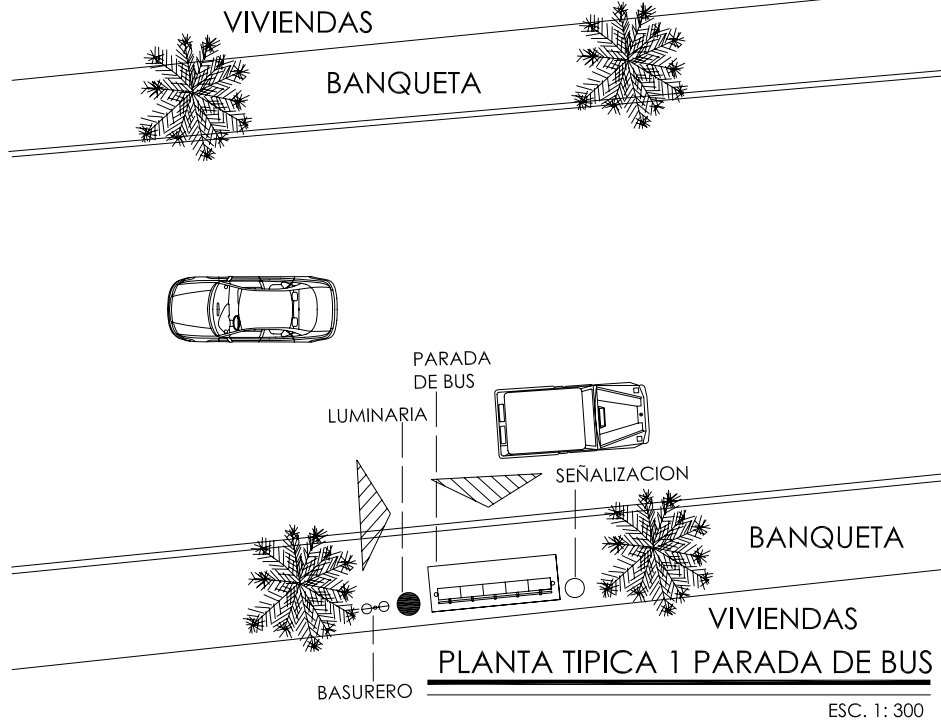 VIVIENDAS
BANQUETA
PARADA
DE BUS
LUMINARIA
SEÑALIZACION
BANQUETA
VIVIENDAS
PLANTA TIPICA 1 PARADA DE BUS
BASURERO
ESC. 1: 300